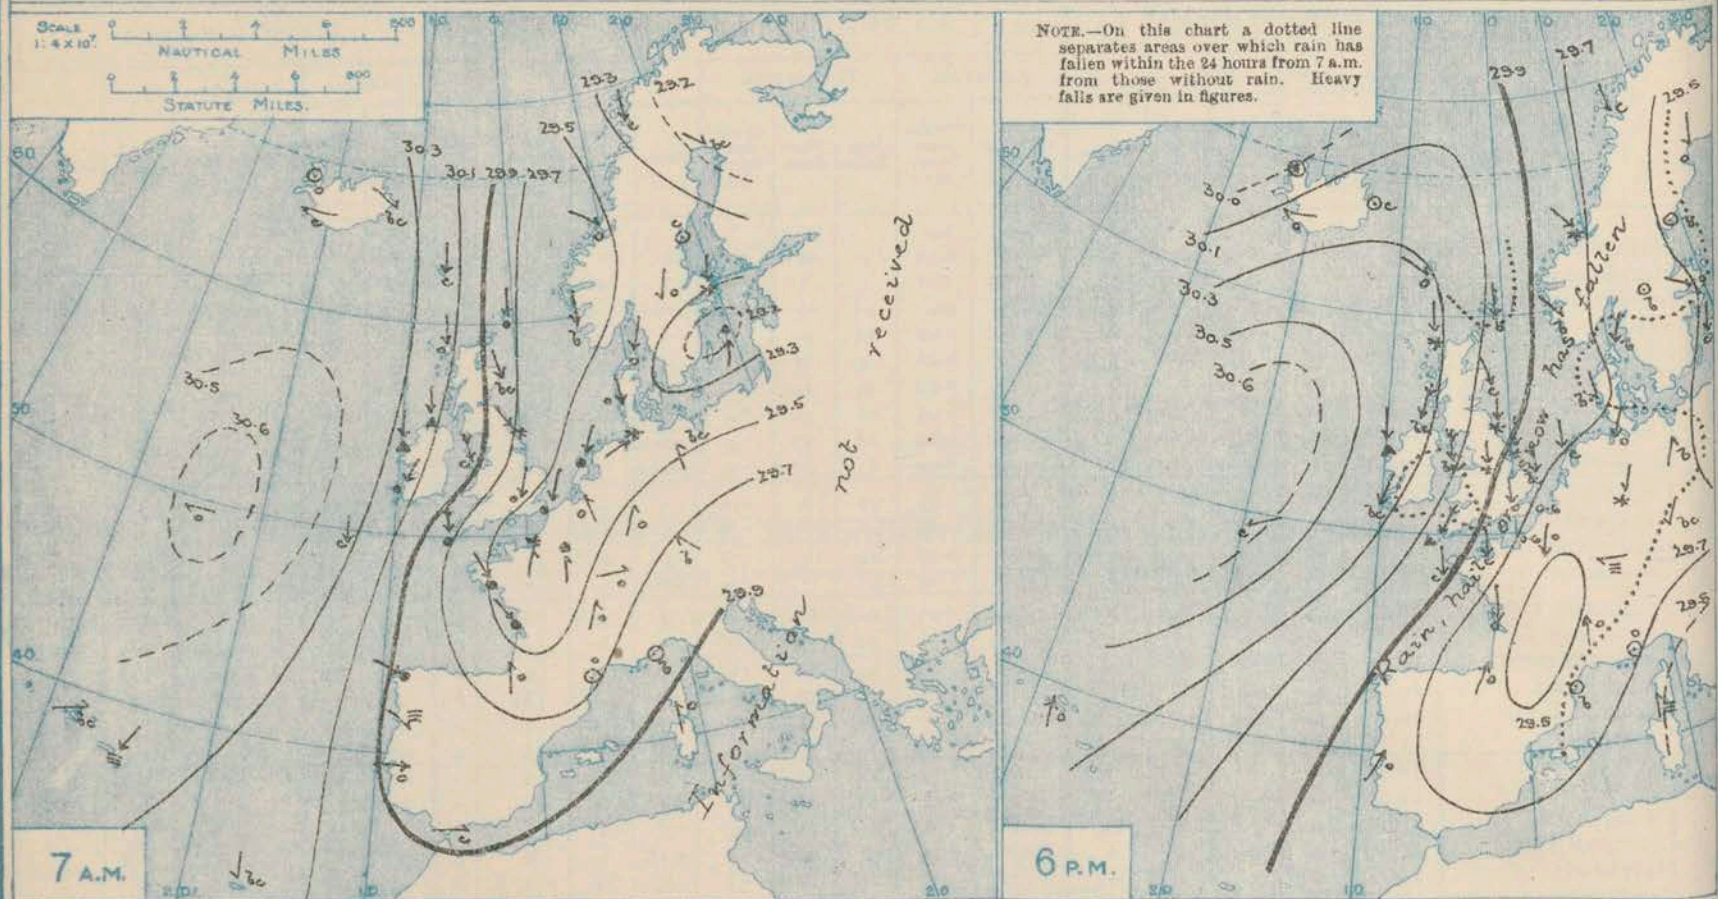 SCALE
1: 4 X 10⁷.
NAUTICAL MILES
STATUTE MILES.
30.3
30.1 29.9 29.7
29.5
29.3
29.2
30.5
30.6
29.2
29.3
29.5
29.7
29.9
Information
not
received
7 A.M.
NOTE.—On this chart a dotted line
separates areas over which rain has
fallen within the 24 hours from 7 a.m.
from those without rain. Heavy
falls are given in figures.
29.9
29.7
29.5
30.0
30.1
30.3
30.5
30.6
Rain, hail or snow has fallen
0.6
29.7
29.5
29.5
6 P.M.